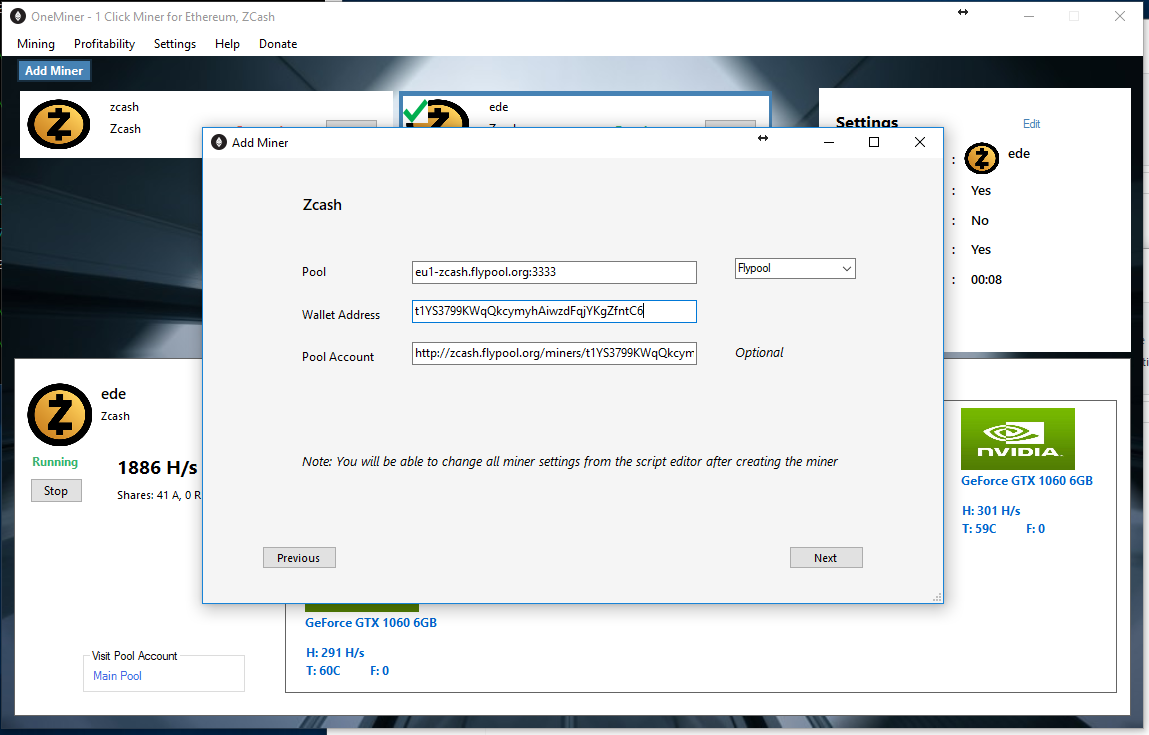 OneMiner - 1 Click Miner for Ethereum, ZCash
Mining Profitability Settings Help Donate
Add Miner
zcash
Zcash
ede
Settings
Edit
: ede
: Yes
: No
: Yes
: 00:08
Add Miner
Zcash
Pool eu1-zcash.flypool.org:3333 Flypool
Wallet Address t1YS3799KWqQkcymyhAiwzdFqjYKgZfntC6
Pool Account http://zcash.flypool.org/miners/t1YS3799KWqQkcym Optional
Note: You will be able to change all miner settings from the script editor after creating the miner
Previous Next
ede
Zcash
Running
1886 H/s
Stop
Shares: 41 A, 0 R
Visit Pool Account
Main Pool
nVIDIA.
GeForce GTX 1060 6GB
H: 301 H/s
T: 59C F: 0
GeForce GTX 1060 6GB
H: 291 H/s
T: 60C F: 0